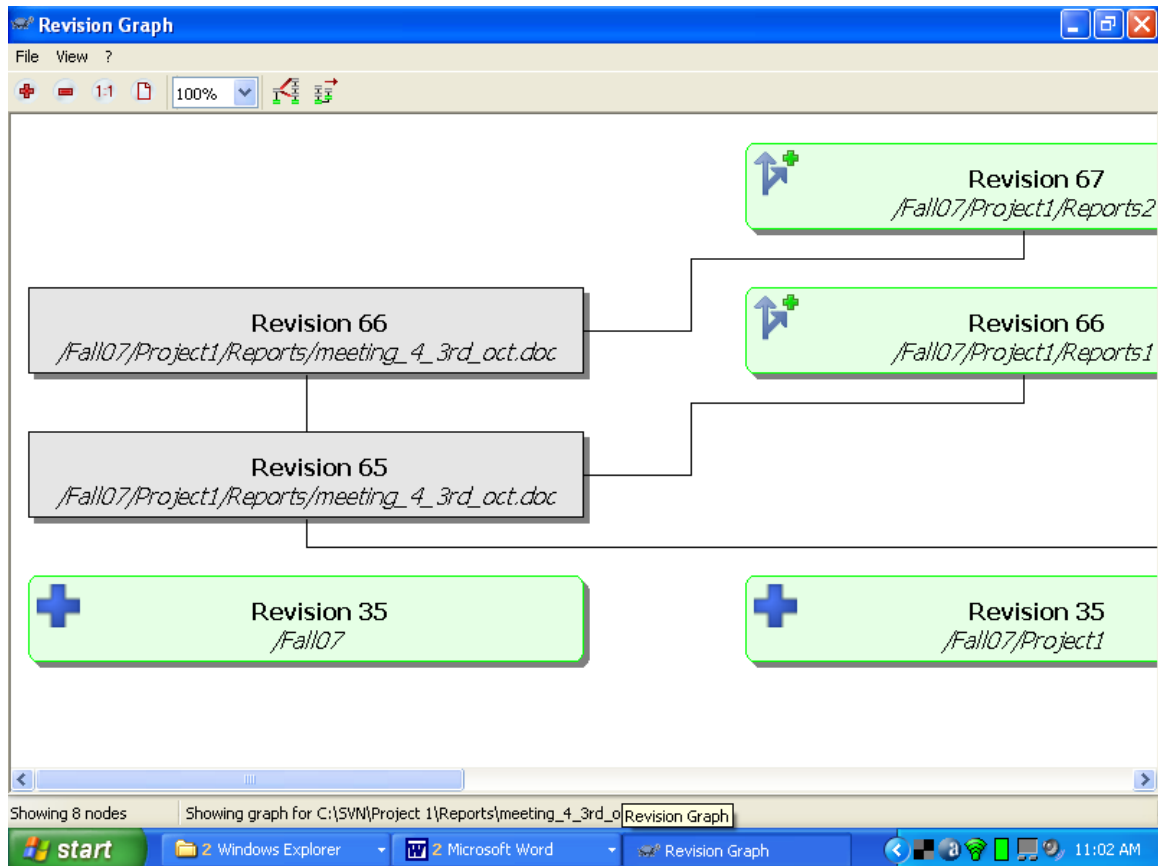 Revision Graph
File View ?
1:1 100%
Revision 67
/Fall07/Project1/Reports2
Revision 66
/Fall07/Project1/Reports/meeting_4_3rd_oct.doc
Revision 66
/Fall07/Project1/Reports1
Revision 65
/Fall07/Project1/Reports/meeting_4_3rd_oct.doc
Revision 35
/Fall07
Revision 35
/Fall07/Project1
Showing 8 nodes Showing graph for C:\SVN\Project 1\Reports\meeting_4_3rd_o
Revision Graph
start 2 Windows Explorer 2 Microsoft Word Revision Graph 11:02 AM